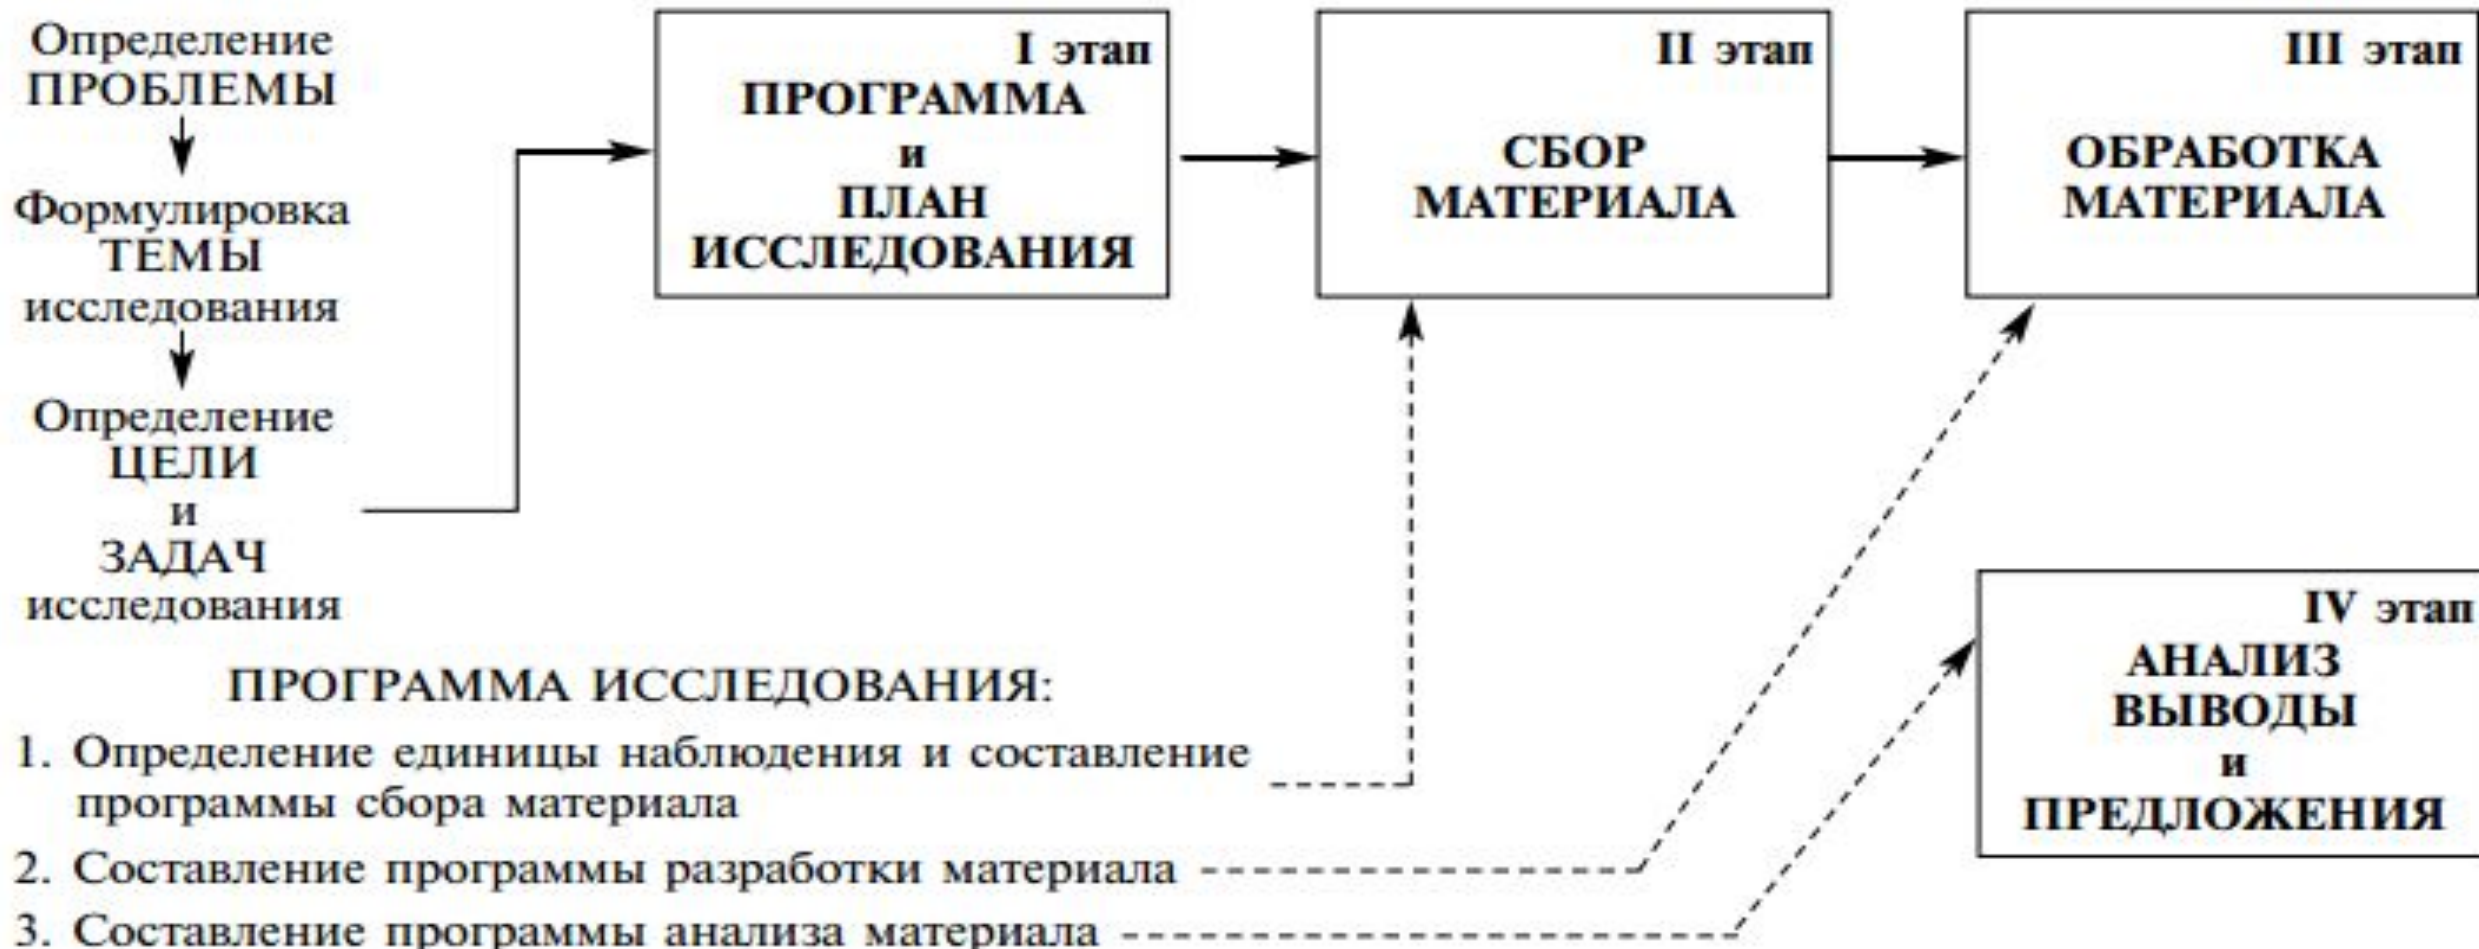 Определение
ПРОБЛЕМЫ
Формулировка
ТЕМЫ
исследования
Определение
ЦЕЛИ
и
ЗАДАЧ
исследования
I этап
ПРОГРАММА
и
ПЛАН
ИССЛЕДОВАНИЯ
II этап
СБОР
МАТЕРИАЛА
III этап
ОБРАБОТКА
МАТЕРИАЛА
IV этап
АНАЛИЗ
ВЫВОДЫ
и
ПРЕДЛОЖЕНИЯ
ПРОГРАММА ИССЛЕДОВАНИЯ:
1. Определение единицы наблюдения и составление
программы сбора материала
2. Составление программы разработки материала
3. Составление программы анализа материала